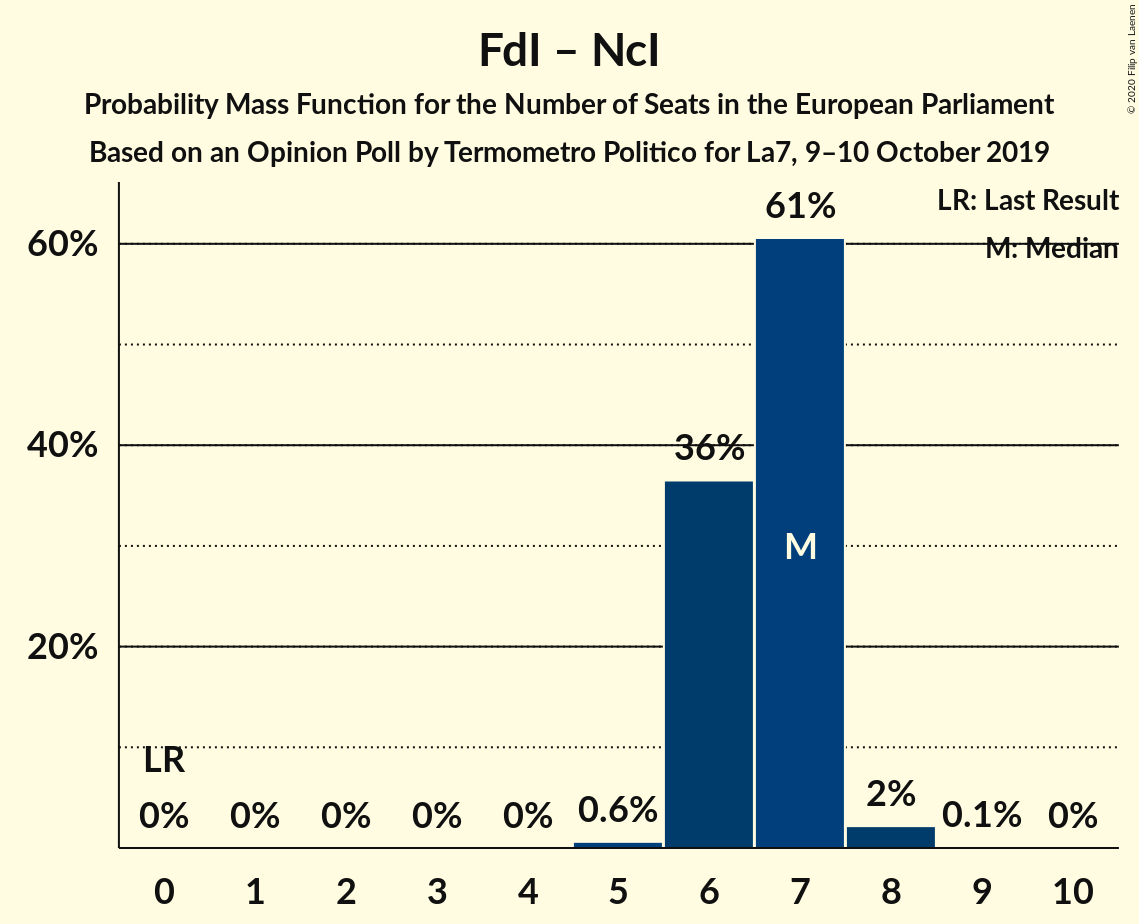 FdI – NcI
Probability Mass Function for the Number of Seats in the European Parliament
Based on an Opinion Poll by Termometro Politico for La7, 9–10 October 2019
© 2020 Filip van Laenen
LR: Last Result
M: Median
60%
40%
20%
61%
36%
M
LR
0%
0%
0%
0%
0%
0.6%
2%
0.1%
0%
0 1 2 3 4 5 6 7 8 9 10